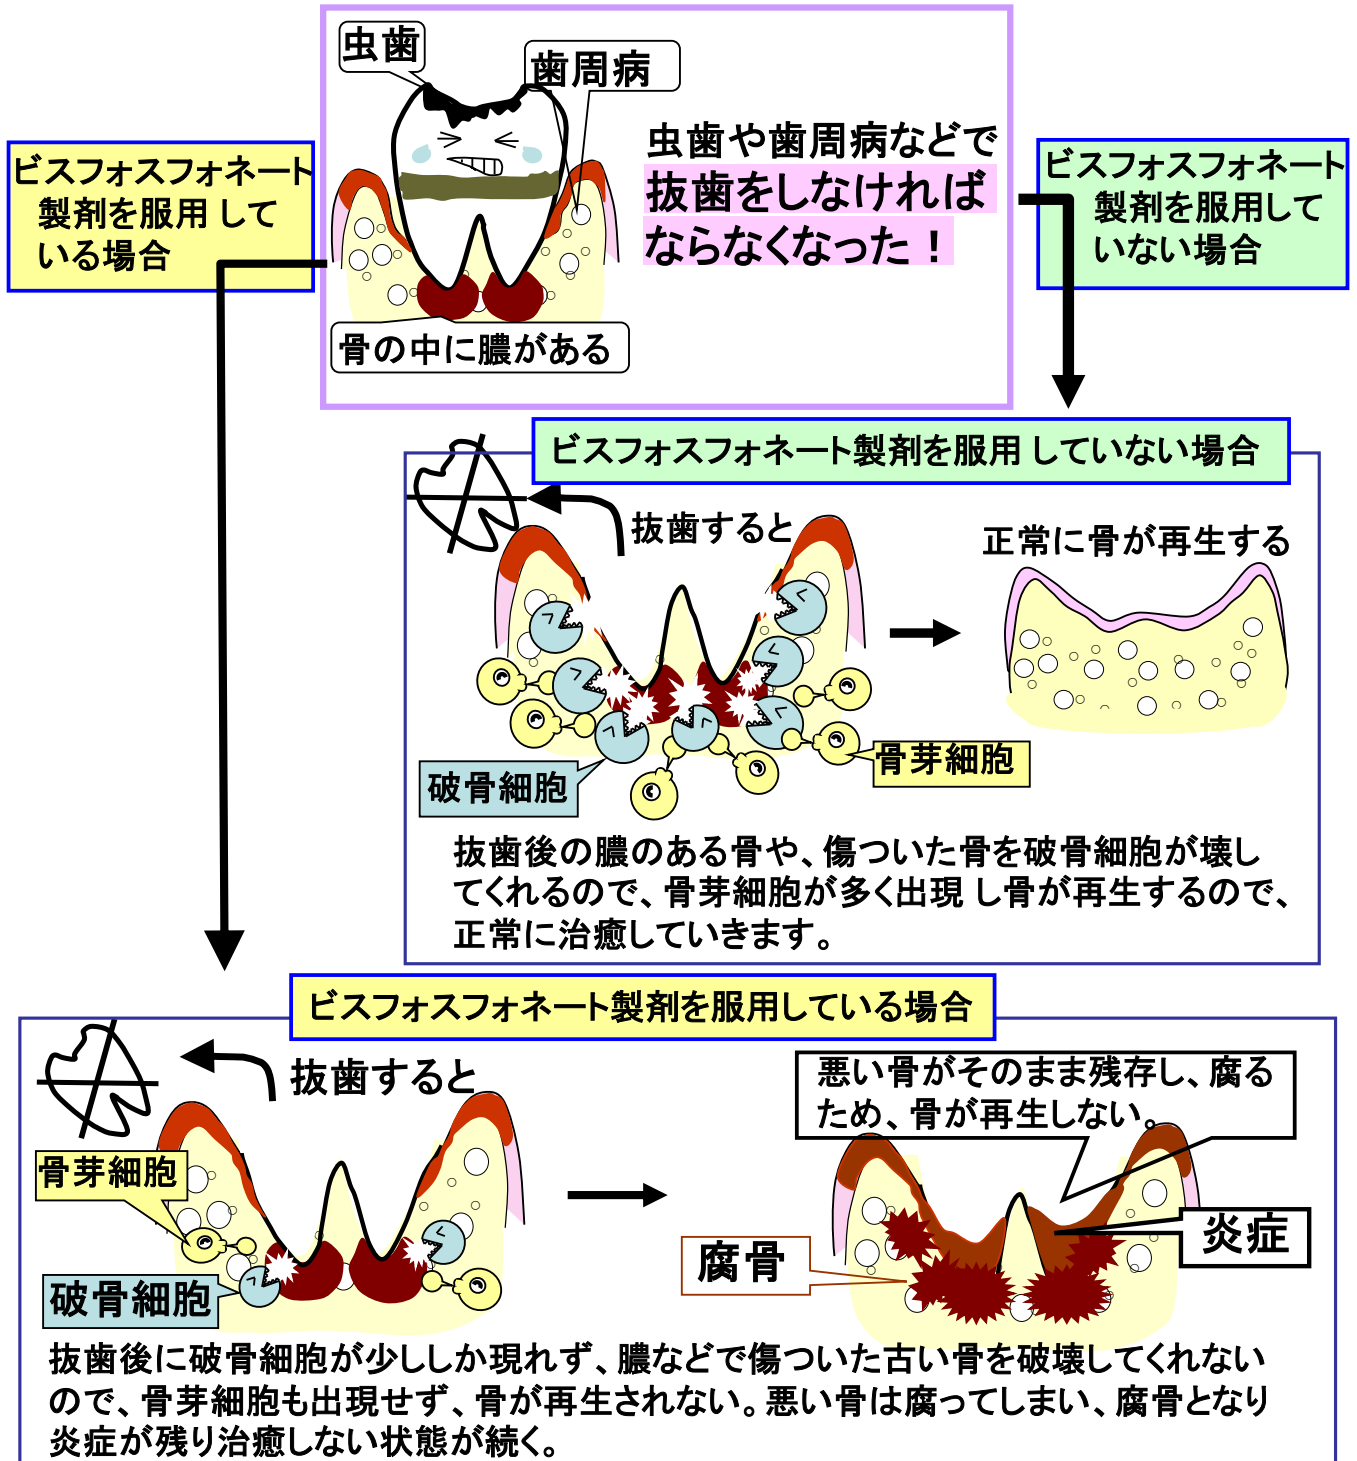 虫歯
歯周病
虫歯や歯周病などで
抜歯をしなければ
ならなくなった！
骨の中に膿がある
ビスフォスフォネート
製剤を服用して
いる場合
ビスフォスフォネート
製剤を服用して
いない場合
ビスフォスフォネート製剤を服用していない場合
抜歯すると
正常に骨が再生する
破骨細胞
骨芽細胞
抜歯後の膿のある骨や、傷ついた骨を破骨細胞が壊し
てくれるので、骨芽細胞が多く出現し骨が再生するので、
正常に治癒していきます。
ビスフォスフォネート製剤を服用している場合
抜歯すると
骨芽細胞
破骨細胞
悪い骨がそのまま残存し、腐る
ため、骨が再生しない。
腐骨
炎症
抜歯後に破骨細胞が少ししか現れず、膿などで傷ついた古い骨を破壊してくれない
ので、骨芽細胞も出現せず、骨が再生されない。悪い骨は腐ってしまい、腐骨となり
炎症が残り治癒しない状態が続く。